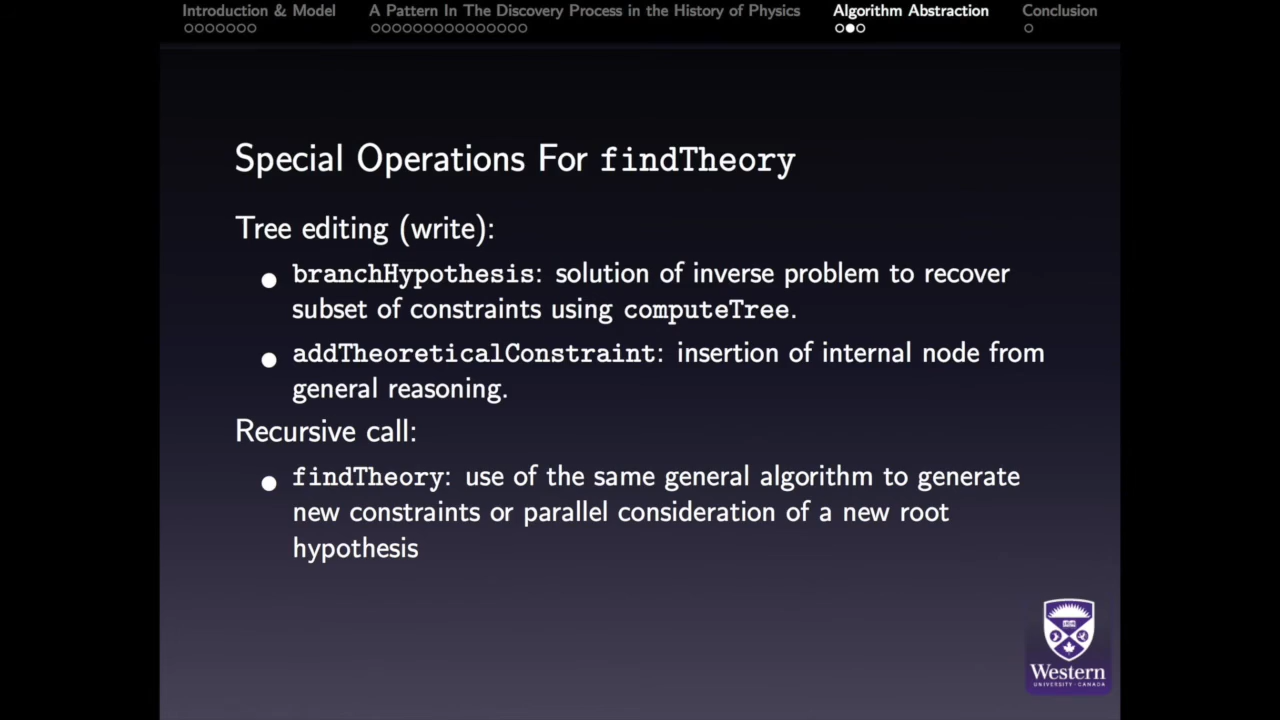 Introduction & Model A Pattern In The Discovery Process in the History of Physics Algorithm Abstraction Conclusion
Special Operations For findTheory
Tree editing (write):
branchHypothesis: solution of inverse problem to recover
subset of constraints using computeTree.
addTheoreticalConstraint: insertion of internal node from
general reasoning.
Recursive call:
findTheory: use of the same general algorithm to generate
new constraints or parallel consideration of a new root
hypothesis
Western
UNIVERSITY · CANADA